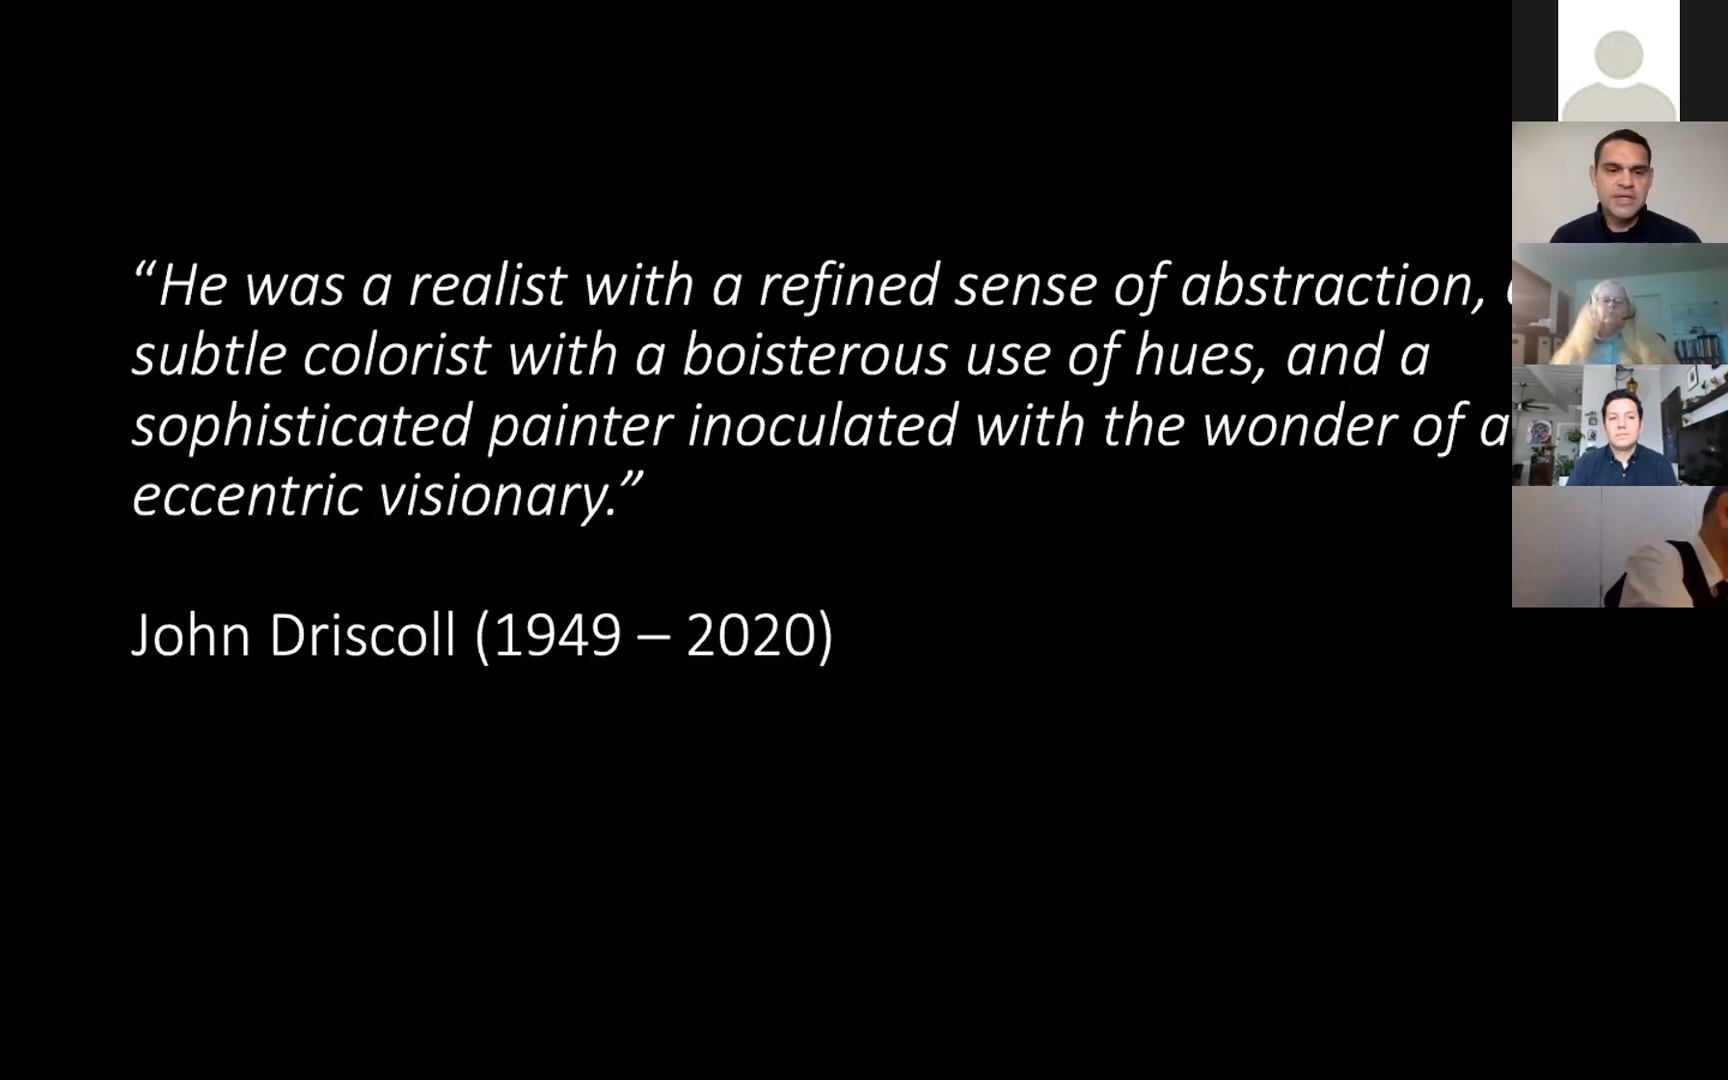 “He was a realist with a refined sense of abstraction,
subtle colorist with a boisterous use of hues, and a
sophisticated painter inoculated with the wonder of a
eccentric visionary.”
John Driscoll (1949 – 2020)